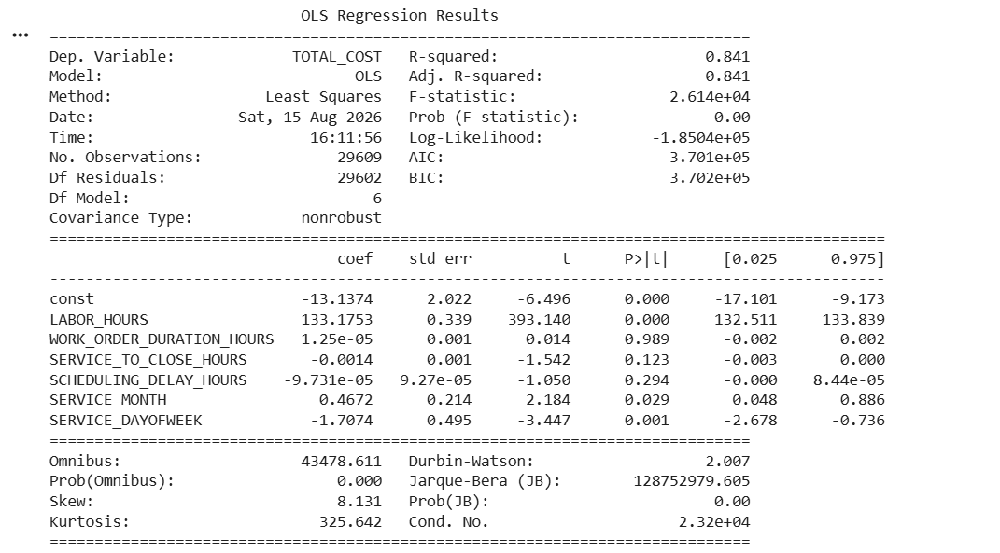 OLS Regression Results
...
==============================================================================
Dep. Variable: TOTAL_COST R-squared: 0.841
Model: OLS Adj. R-squared: 0.841
Method: Least Squares F-statistic: 2.614e+04
Date: Sat, 15 Aug 2026 Prob (F-statistic): 0.00
Time: 16:11:56 Log-Likelihood: -1.8504e+05
No. Observations: 29609 AIC: 3.701e+05
Df Residuals: 29602 BIC: 3.702e+05
Df Model: 6
Covariance Type: nonrobust
=============================================================================================
coef std err t P>|t| [0.025 0.975]
---------------------------------------------------------------------------------------------
const -13.1374 2.022 -6.496 0.000 -17.101 -9.173
LABOR_HOURS 133.1753 0.339 393.140 0.000 132.511 133.839
WORK_ORDER_DURATION_HOURS 1.25e-05 0.001 0.014 0.989 -0.002 0.002
SERVICE_TO_CLOSE_HOURS -0.0014 0.001 -1.542 0.123 -0.003 0.000
SCHEDULING_DELAY_HOURS -9.731e-05 9.27e-05 -1.050 0.294 -0.000 8.44e-05
SERVICE_MONTH 0.4672 0.214 2.184 0.029 0.048 0.886
SERVICE_DAYOFWEEK -1.7074 0.495 -3.447 0.001 -2.678 -0.736
==============================================================================
Omnibus: 43478.611 Durbin-Watson: 2.007
Prob(Omnibus): 0.000 Jarque-Bera (JB): 128752979.605
Skew: 8.131 Prob(JB): 0.00
Kurtosis: 325.642 Cond. No. 2.32e+04
==============================================================================